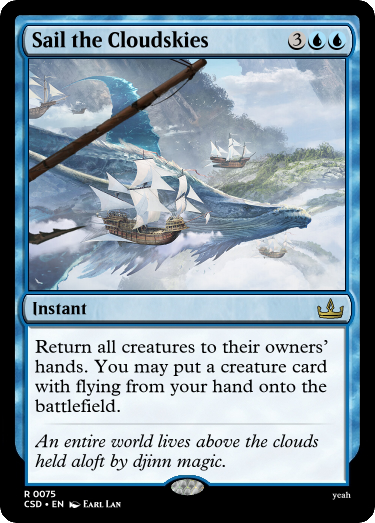 Sail the Cloudskies 3
Instant
Return all creatures to their owners'
hands. You may put a creature card
with flying from your hand onto the
battlefield.
An entire world lives above the clouds
held aloft by djinn magic.
R 0075
CSD • EN Earl Lan
yeah